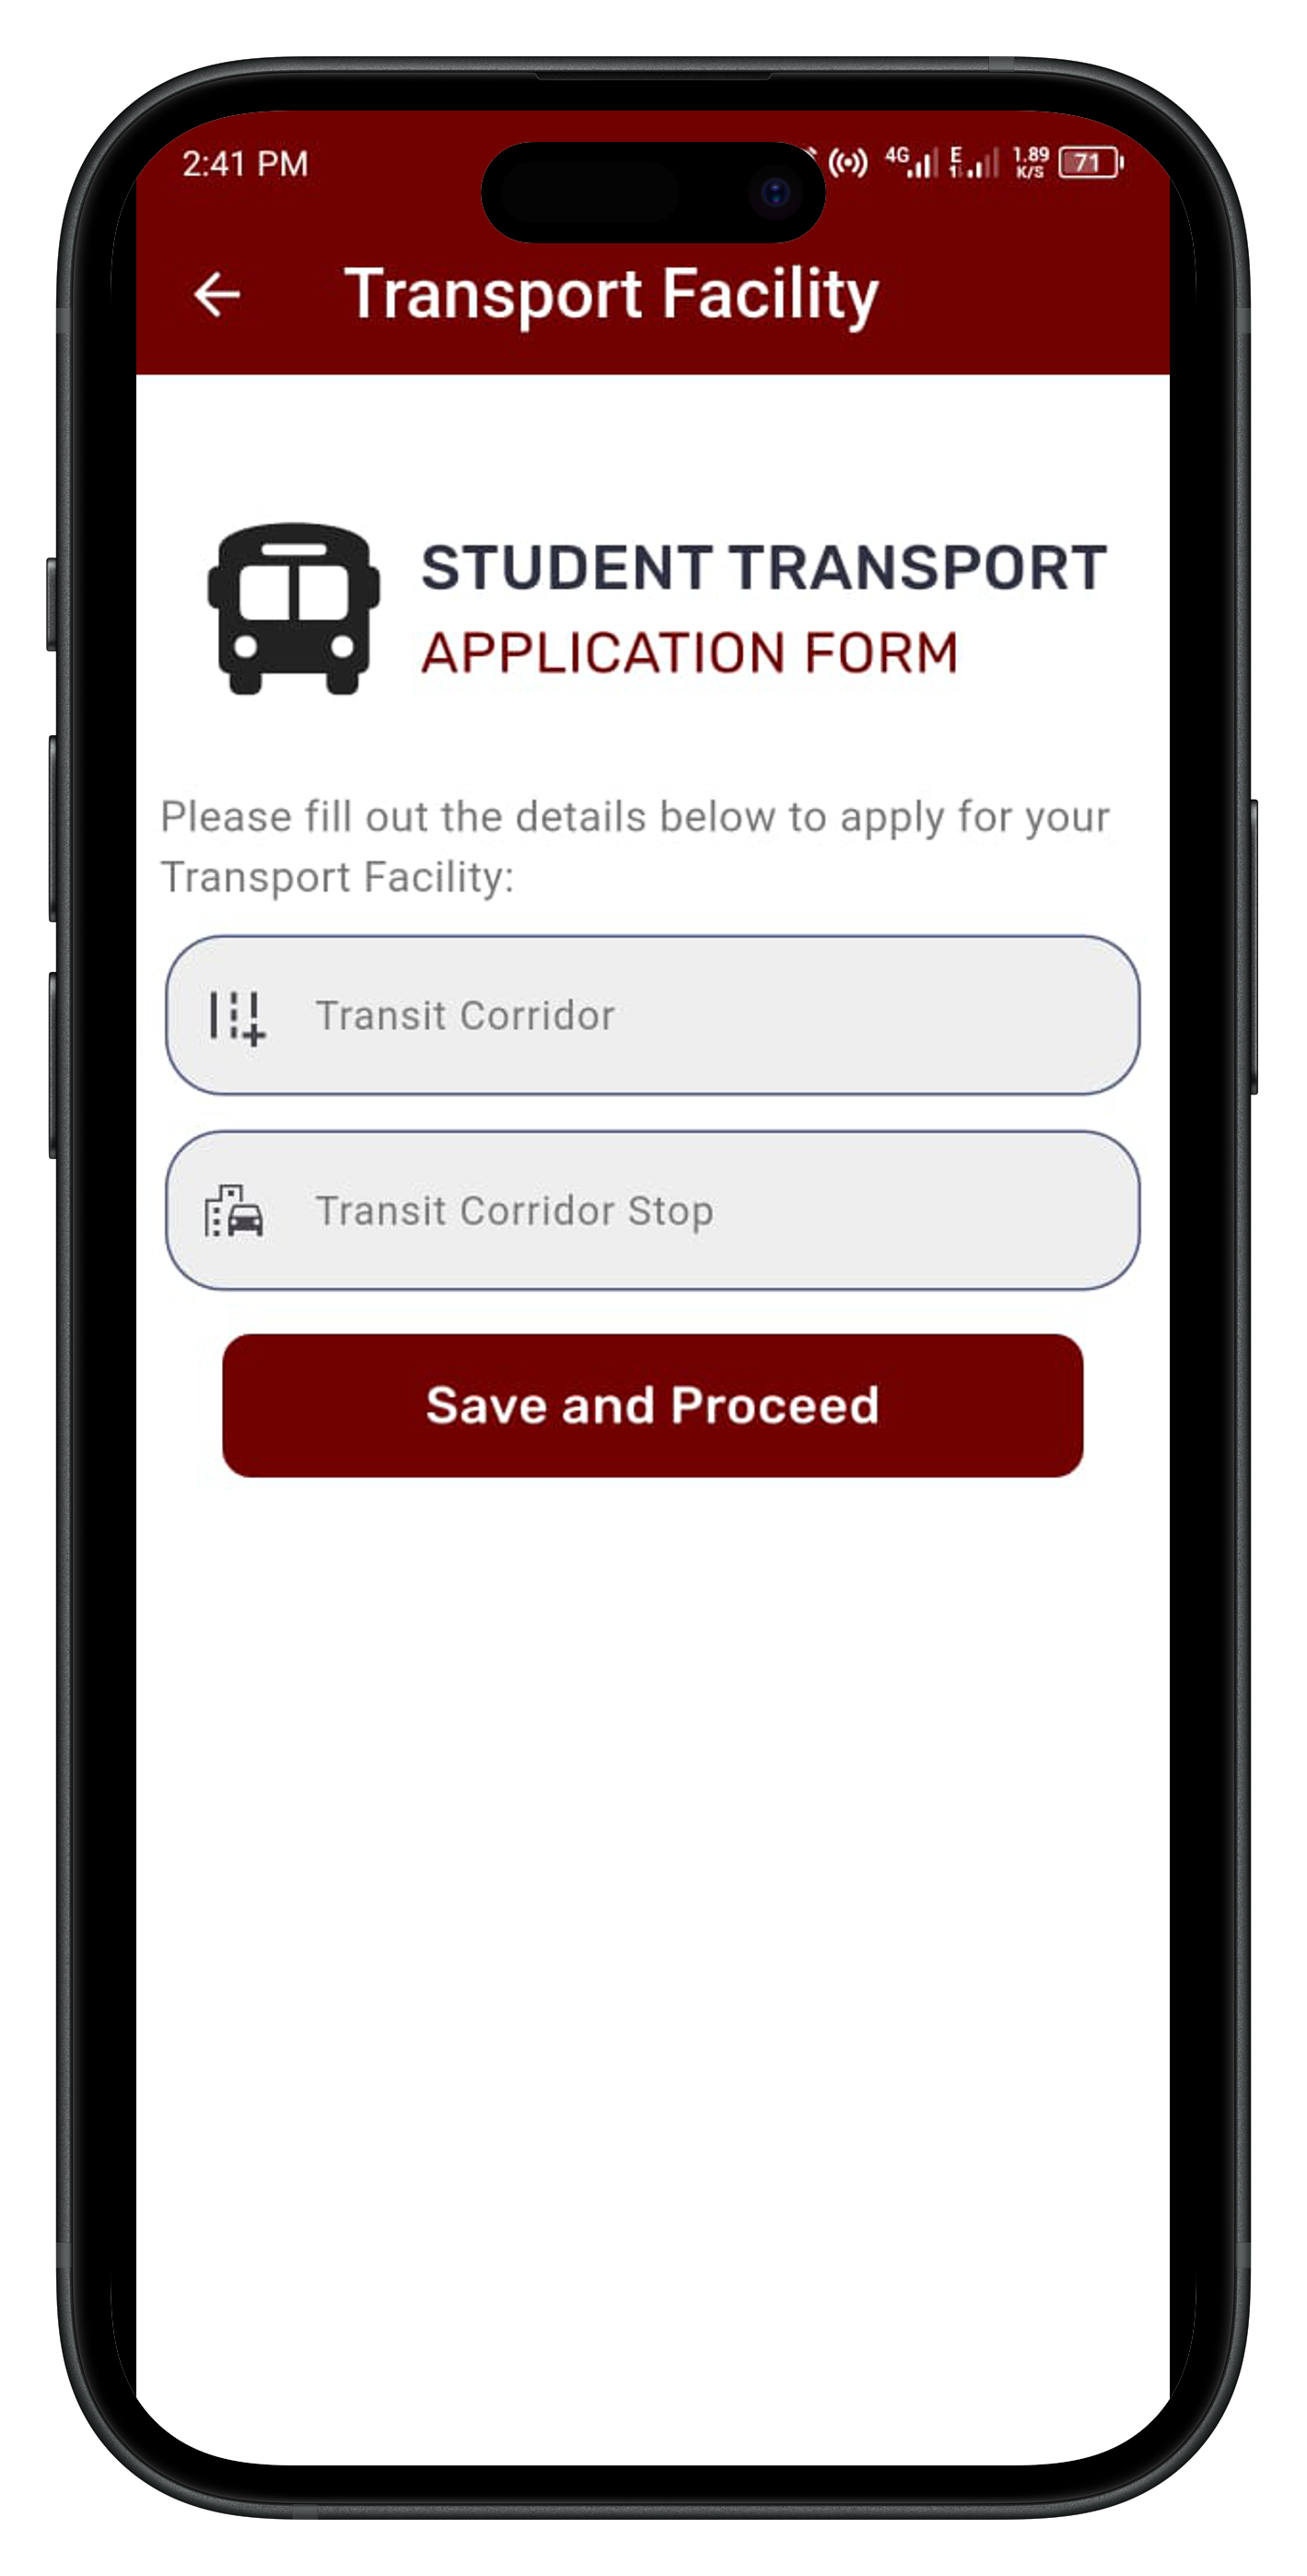 2:41 PM 4G E 1.89 K/S 71
Transport Facility
STUDENT TRANSPORT
APPLICATION FORM
Please fill out the details below to apply for your
Transport Facility:
Transit Corridor
Transit Corridor Stop
Save and Proceed